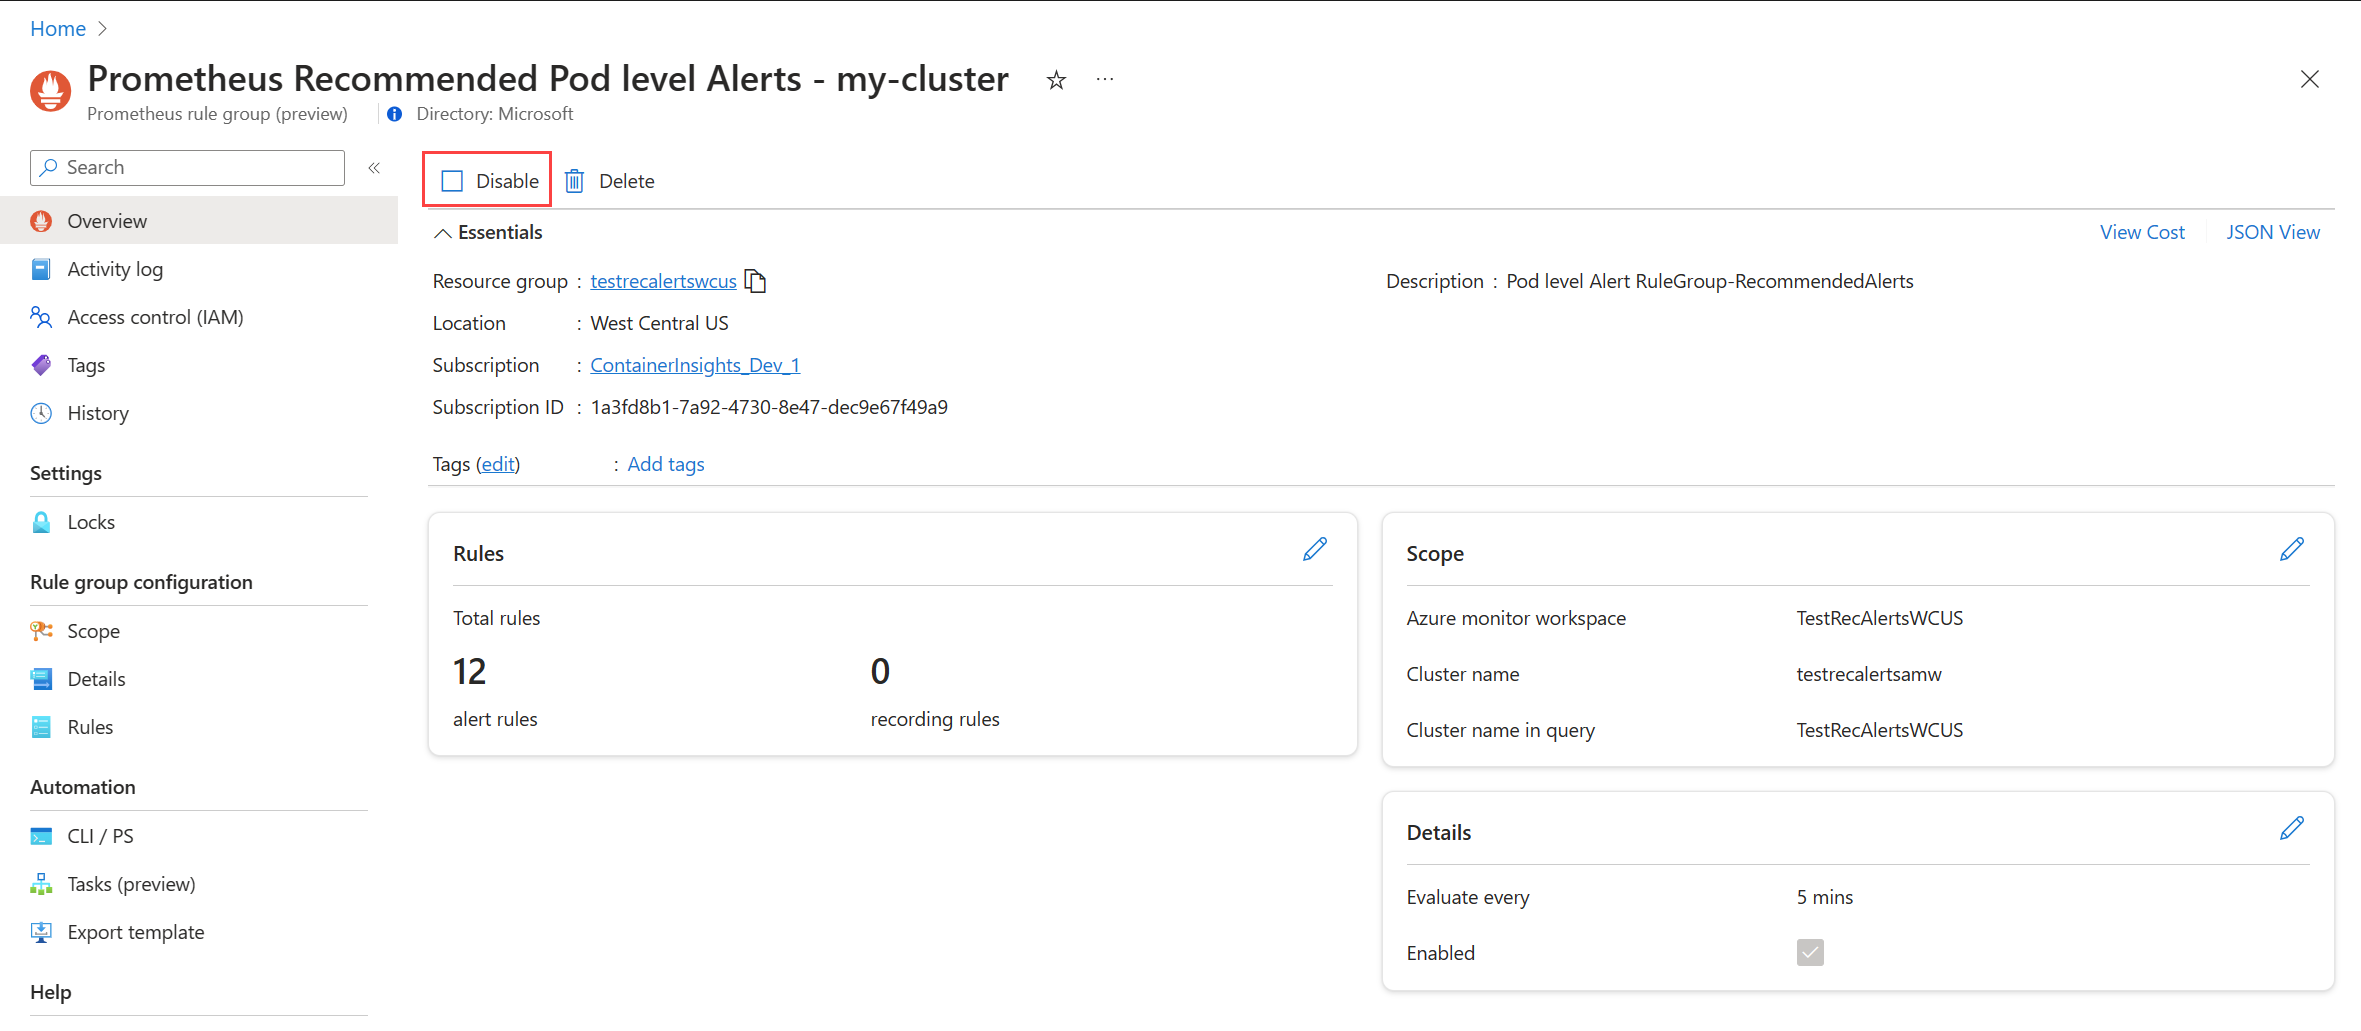 Home
Prometheus Recommended Pod level Alerts - my-cluster
Prometheus rule group (preview)
Directory: Microsoft
Search
Overview
Activity log
Access control (IAM)
Tags
History
Settings
Locks
Rule group configuration
Scope
Details
Rules
Automation
CLI / PS
Tasks (preview)
Export template
Help
Disable
Delete
Essentials
View Cost
JSON View
Resource group : testrecalertswcus
Location : West Central US
Subscription : ContainerInsights_Dev_1
Subscription ID : 1a3fd8b1-7a92-4730-8e47-dec9e67f49a9
Description : Pod level Alert RuleGroup-RecommendedAlerts
Tags (edit) : Add tags
Rules
Total rules
12
alert rules
0
recording rules
Scope
Azure monitor workspace TestRecAlertsWCUS
Cluster name testrecalertsamw
Cluster name in query TestRecAlertsWCUS
Details
Evaluate every 5 mins
Enabled